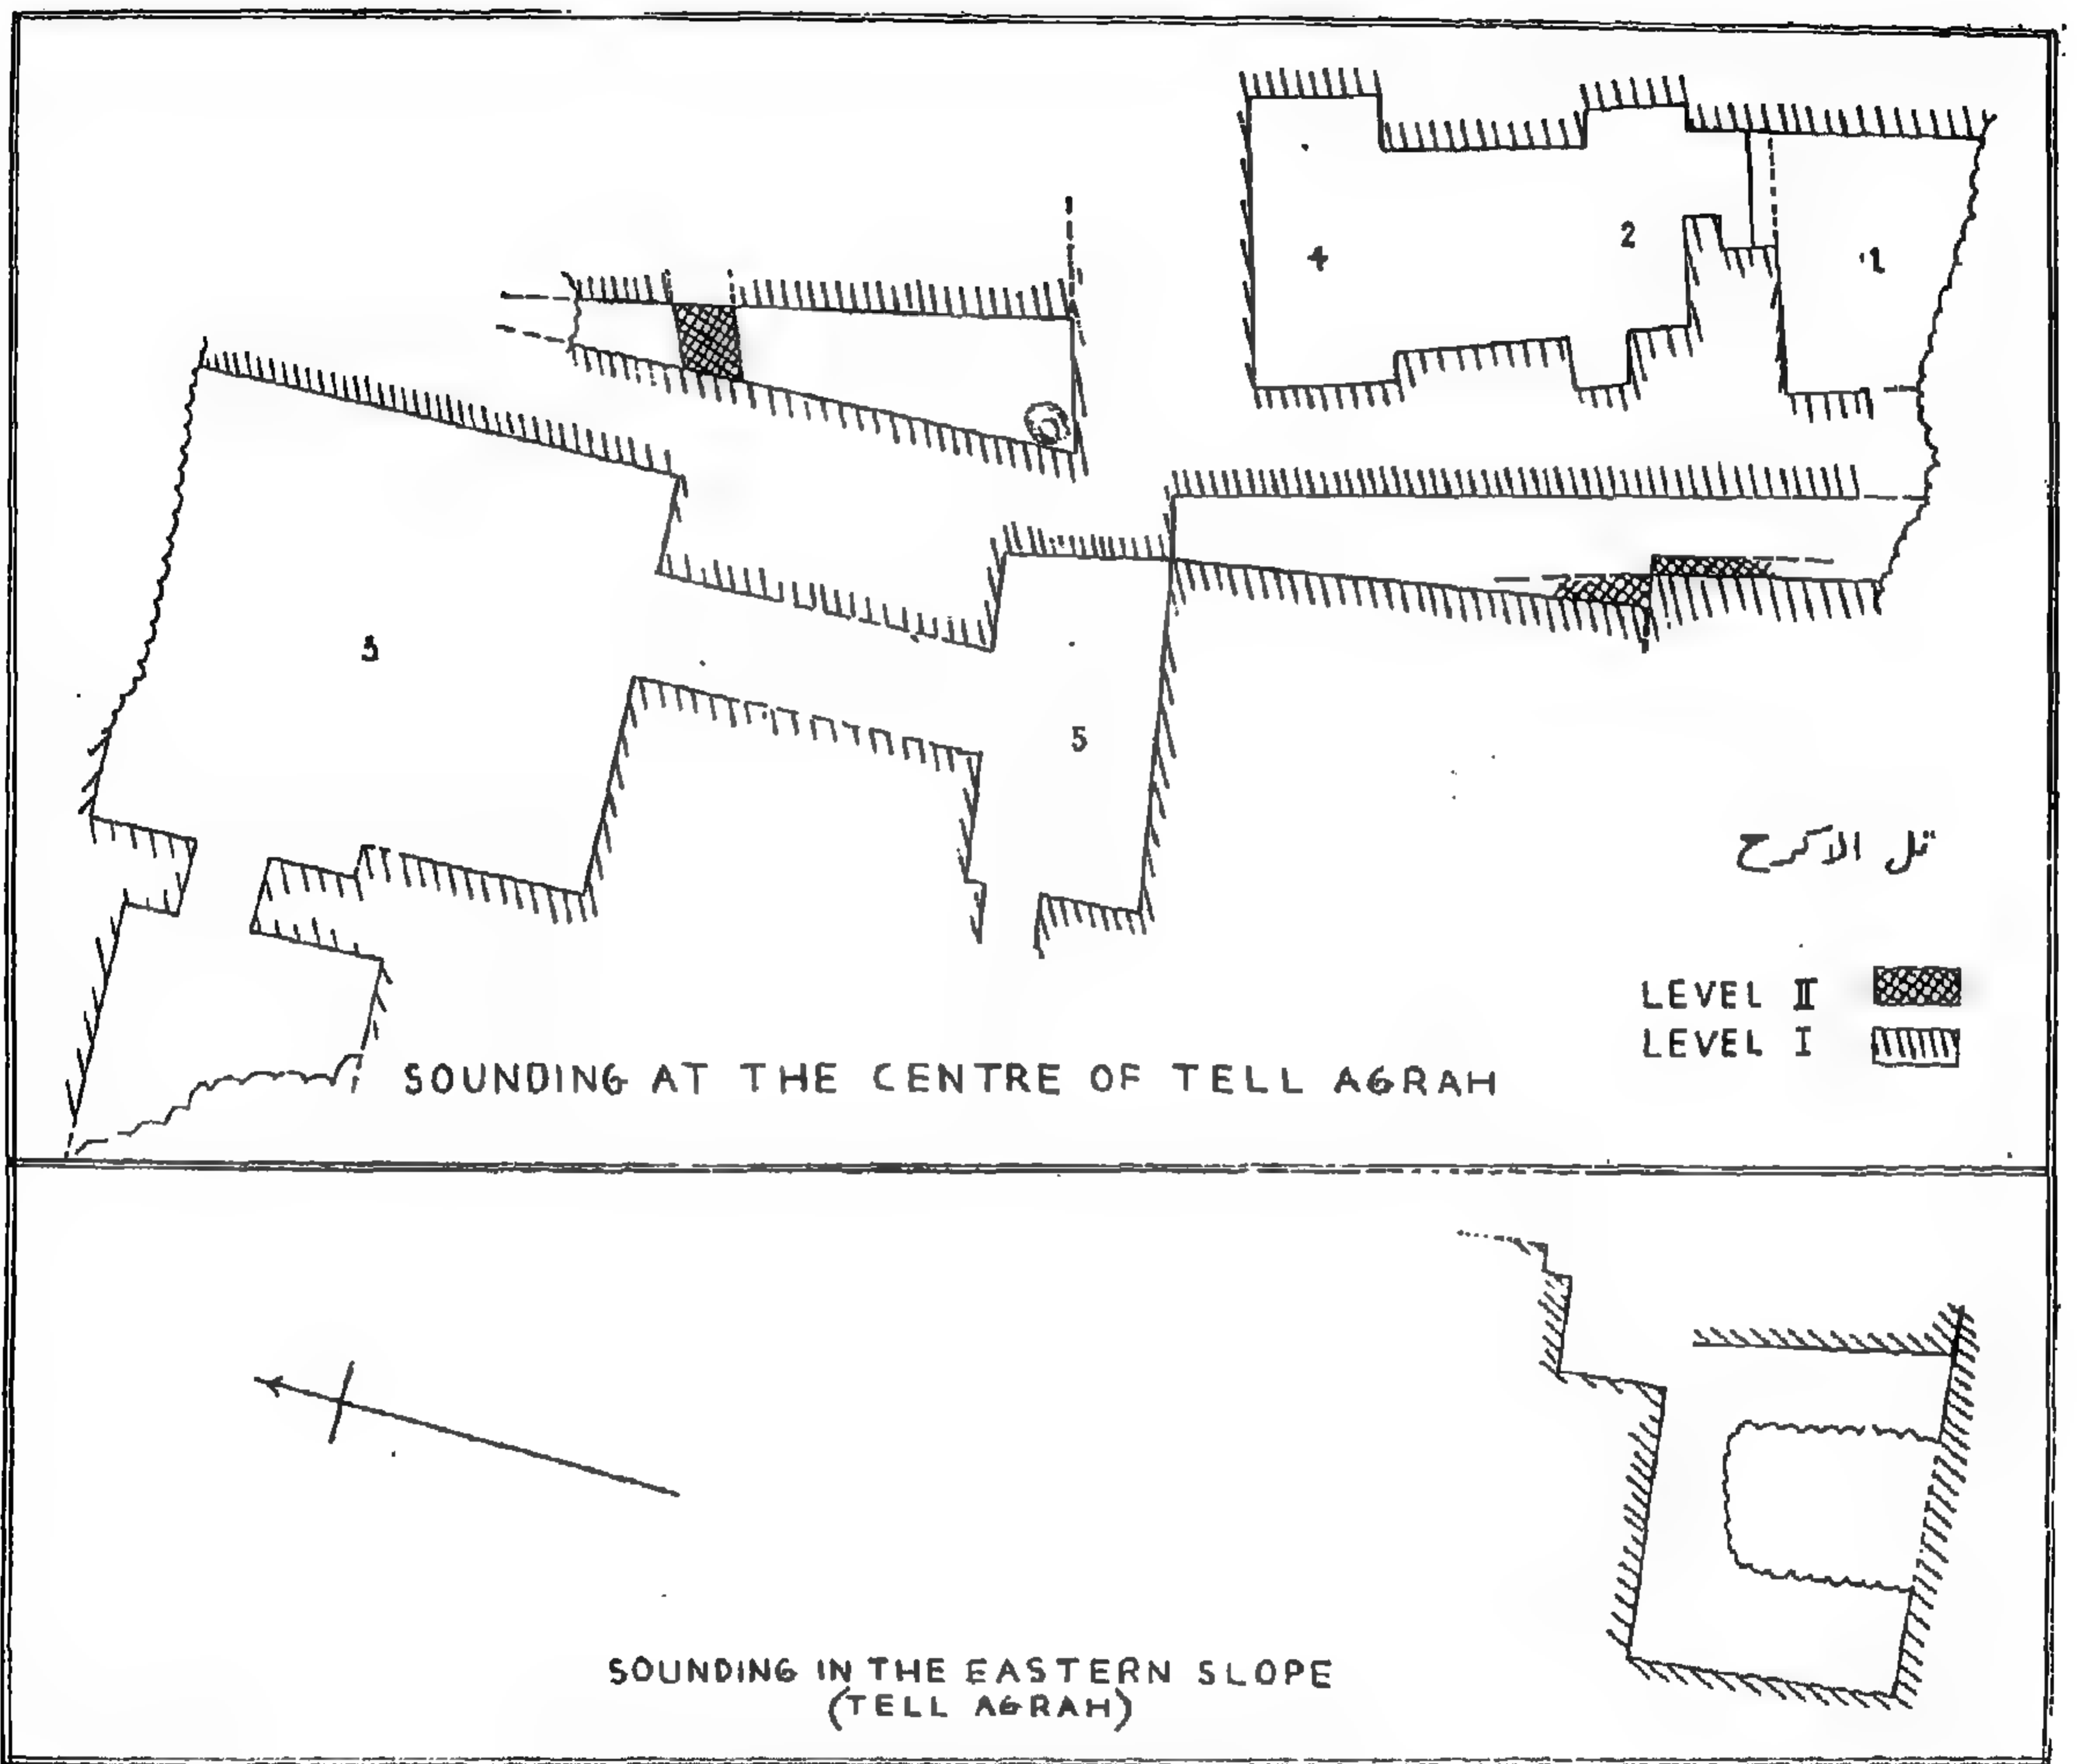 4
2
1
3
5
تل الاكرح
LEVEL II
LEVEL I
SOUNDING AT THE CENTRE OF TELL AGRAH
SOUNDING IN THE EASTERN SLOPE
(TELL AGRAH)